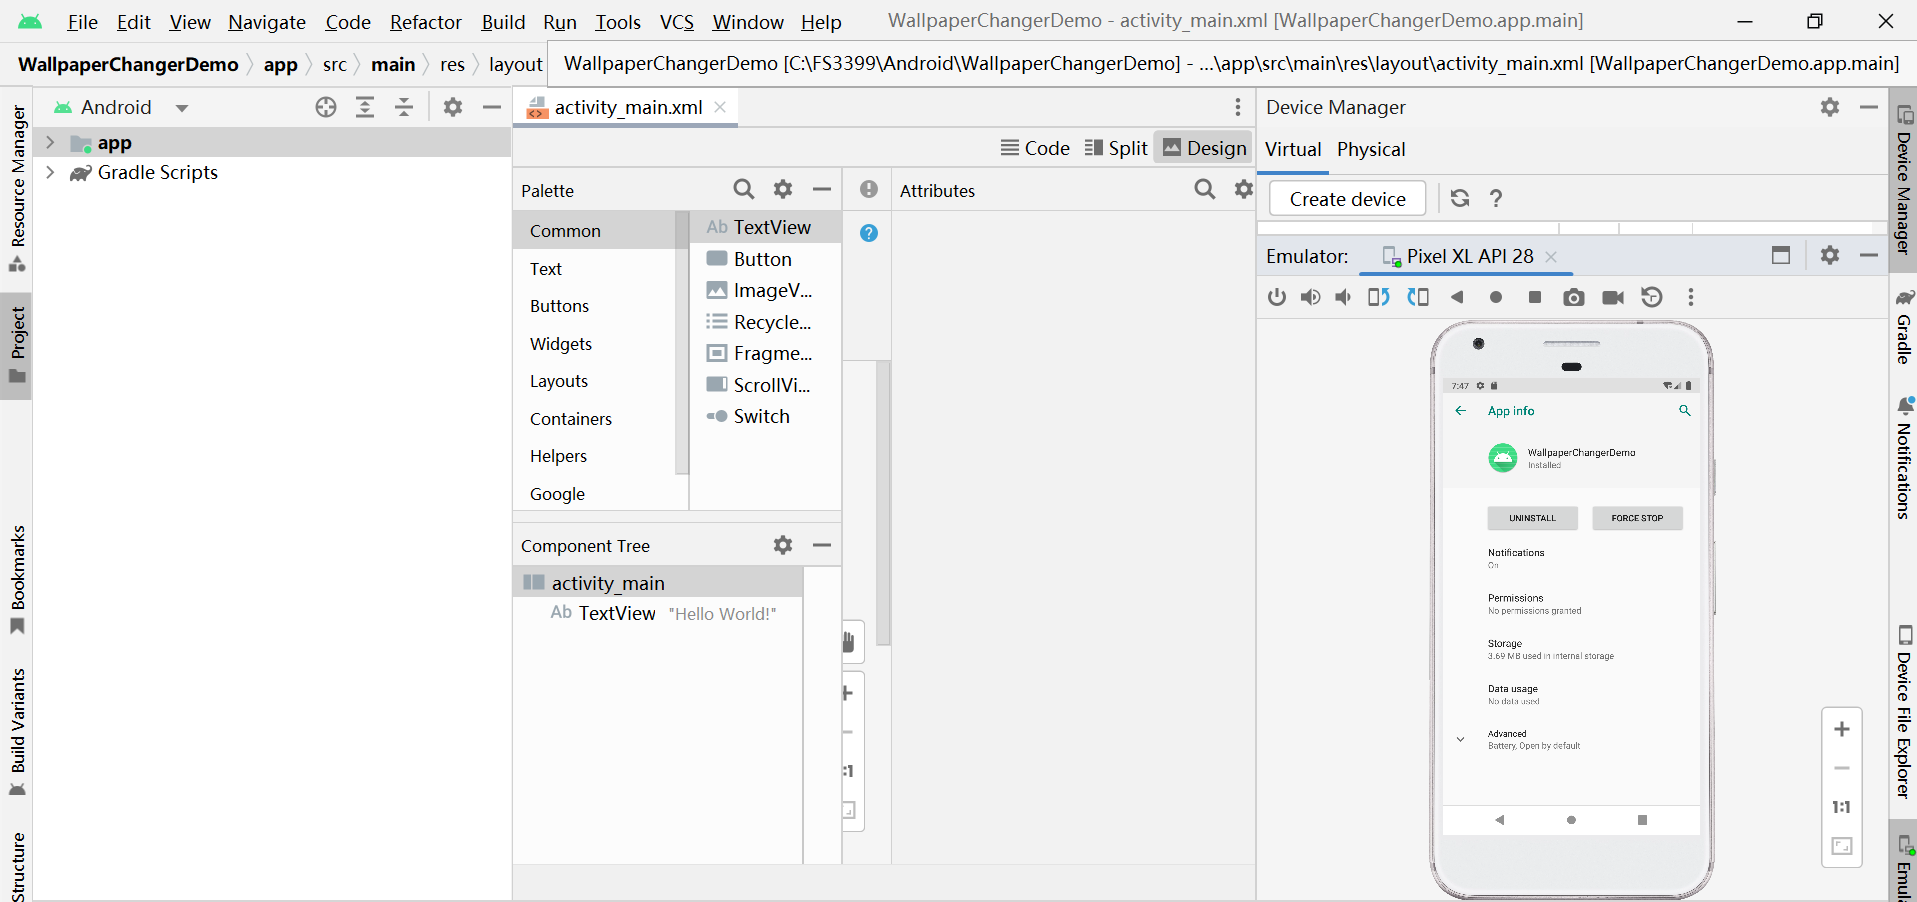 File Edit View Navigate Code Refactor Build Run Tools VCS Window Help WallpaperChangerDemo - activity_main.xml [WallpaperChangerDemo.app.main]
WallpaperChangerDemo app src main res layout
WallpaperChangerDemo [C:\FS3399\Android\WallpaperChangerDemo] - ...\app\src\main\res\layout\activity_main.xml [WallpaperChangerDemo.app.main]
Resource Manager
Project
Bookmarks
Build Variants
Structure
Android
app
Gradle Scripts
activity_main.xml
Code Split Design
Palette
Common
Text
Buttons
Widgets
Layouts
Containers
Helpers
Google
Ab TextView
Button
ImageV...
Recycle...
Fragme...
ScrollVi...
Switch
Component Tree
activity_main
Ab TextView "Hello World!"
Attributes
:1
Device Manager
Virtual Physical
Create device
Emulator: Pixel XL API 28
7:47
App info
WallpaperChangerDemo
Installed
UNINSTALL FORCE STOP
Notifications
On
Permissions
No permissions granted
Storage
3.69 MB used in internal storage
Data usage
No data used
Advanced
Battery, Open by default
1:1
Device Manager
Gradle
Notifications
Device File Explorer
Emul